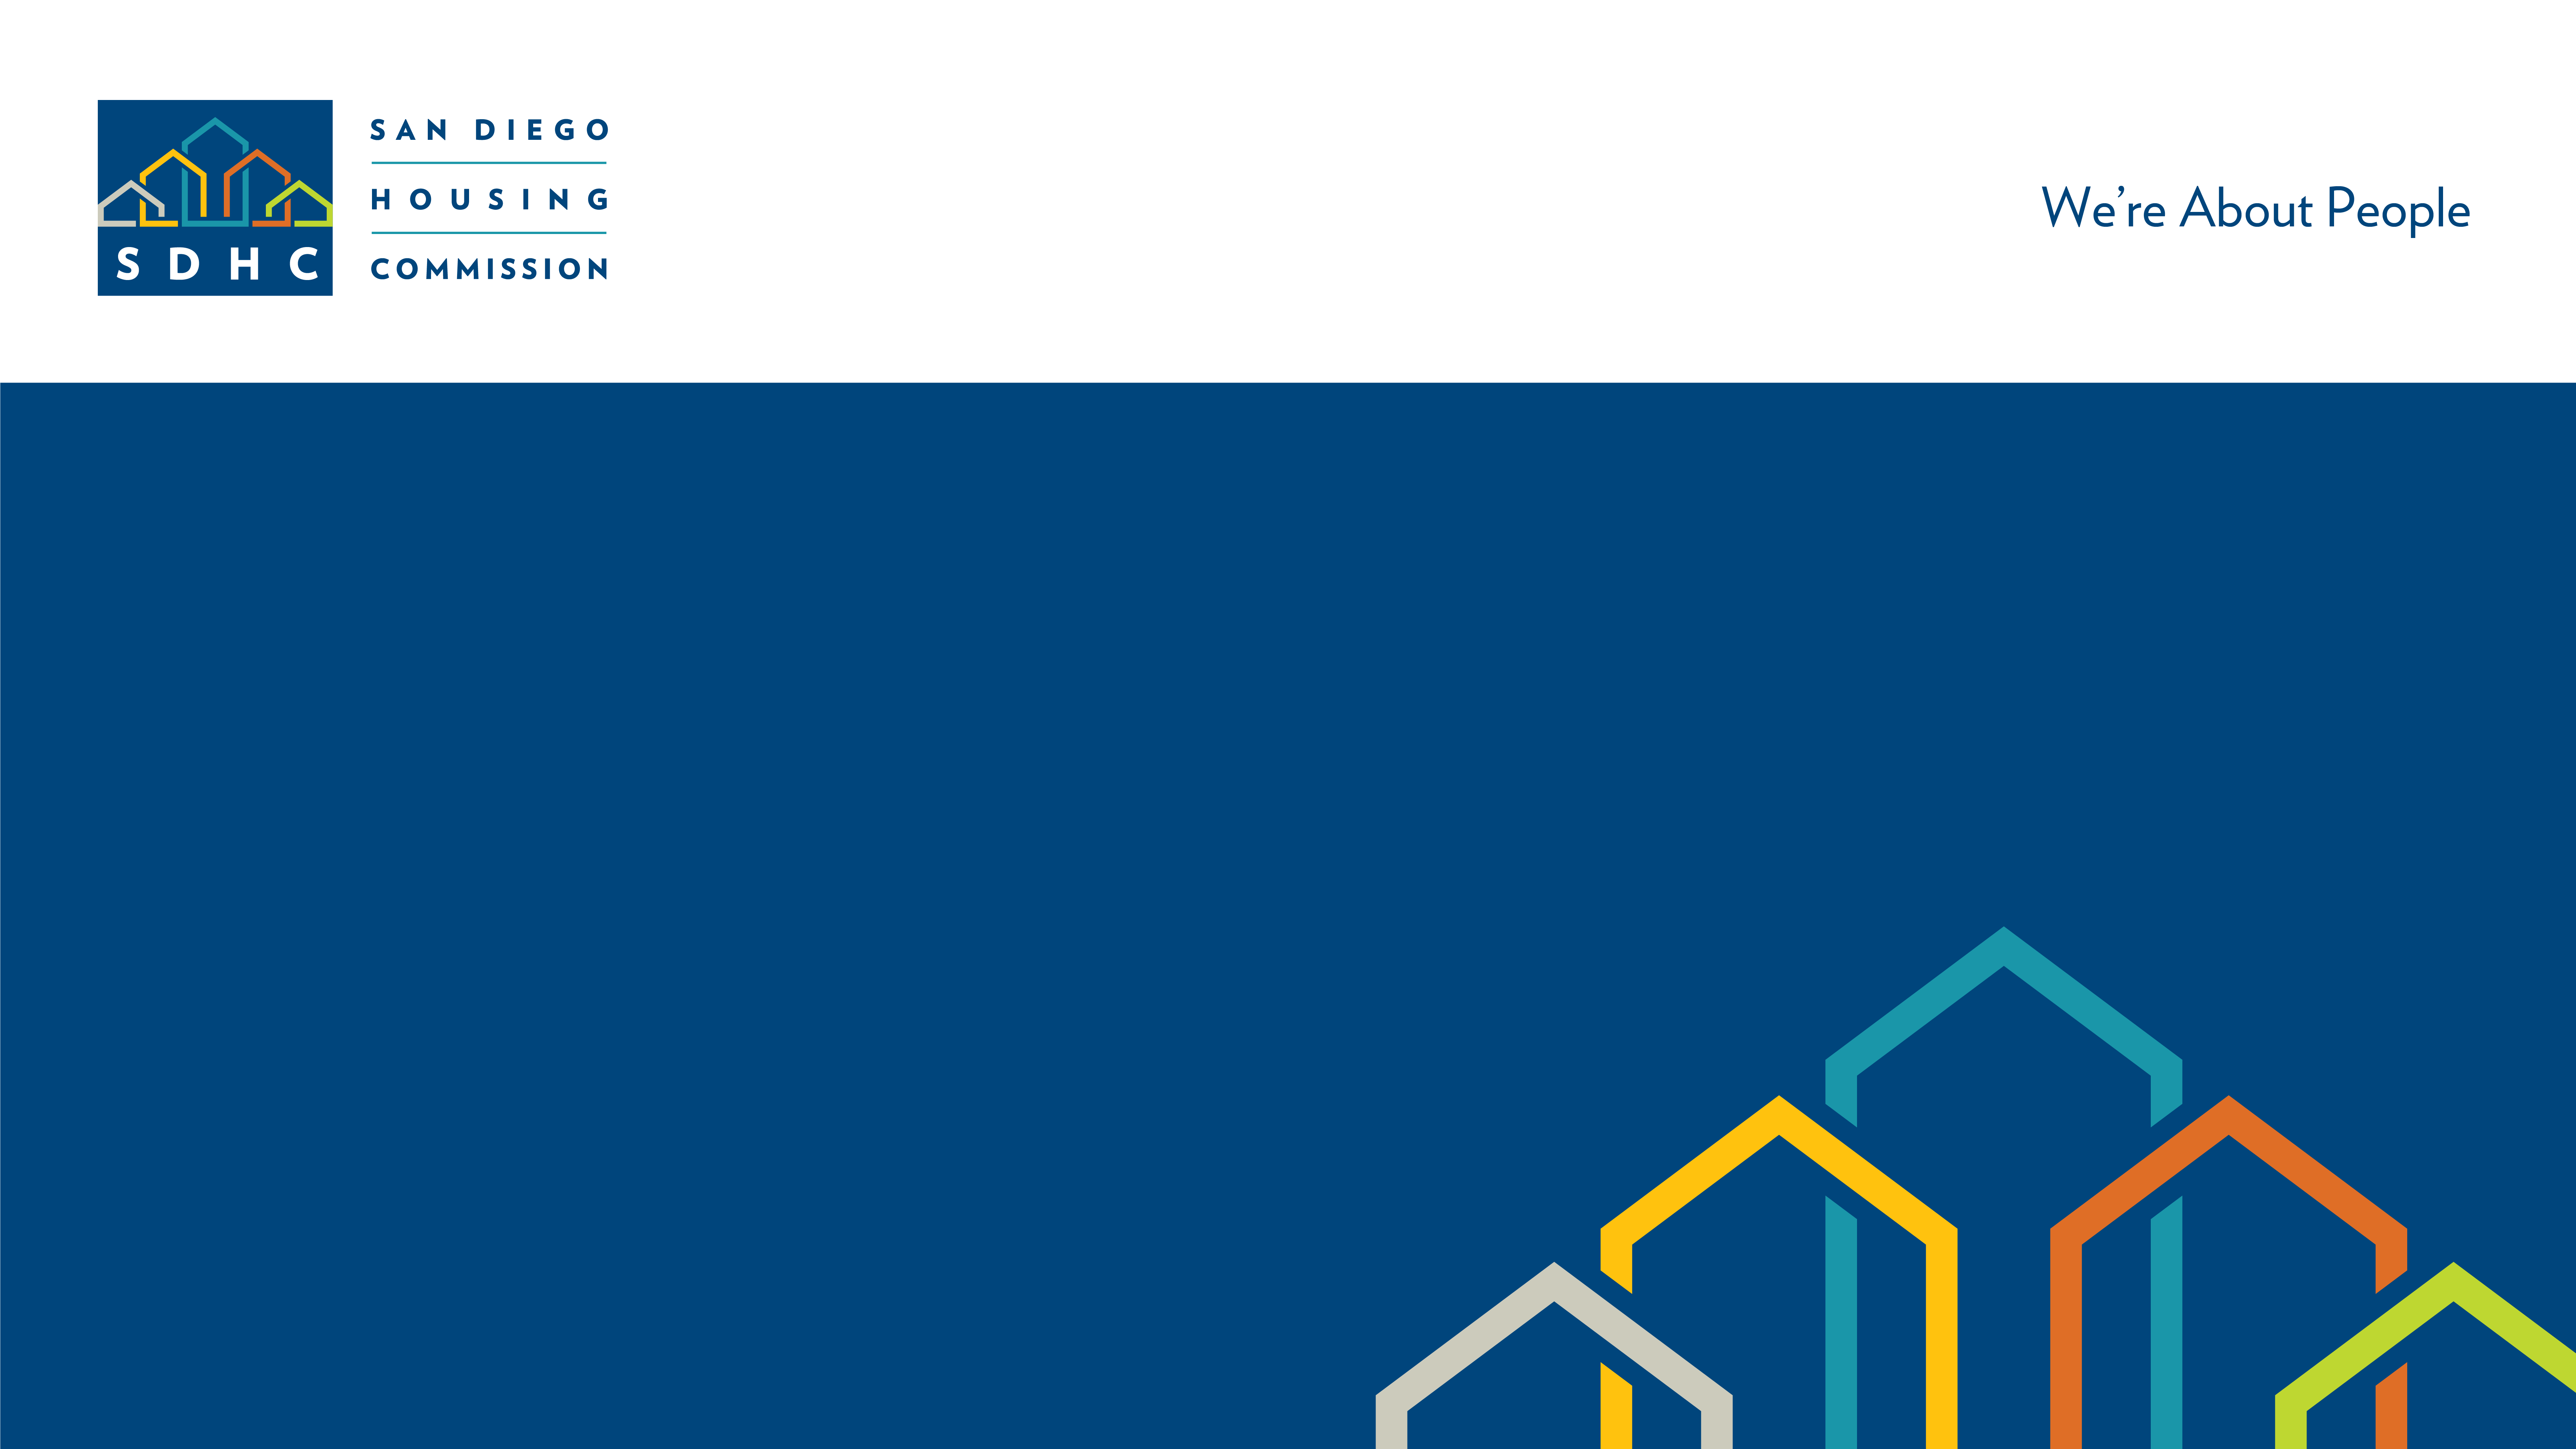 SDHC
SAN DIEGO
HOUSING
COMMISSION
We’re About People